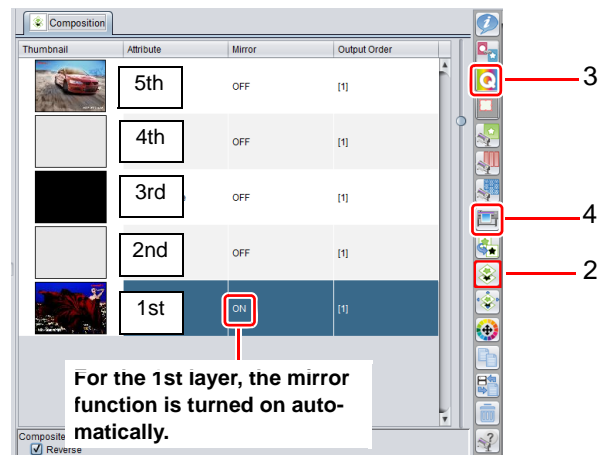 Composition
Thumbnail Attribute Mirror Output Order
5th OFF [1]
3
4th OFF [1]
3rd OFF [1]
4
2nd OFF [1]
2
1st ON [1]
For the 1st layer, the mirror
function is turned on auto-
matically.
Composite
Reverse